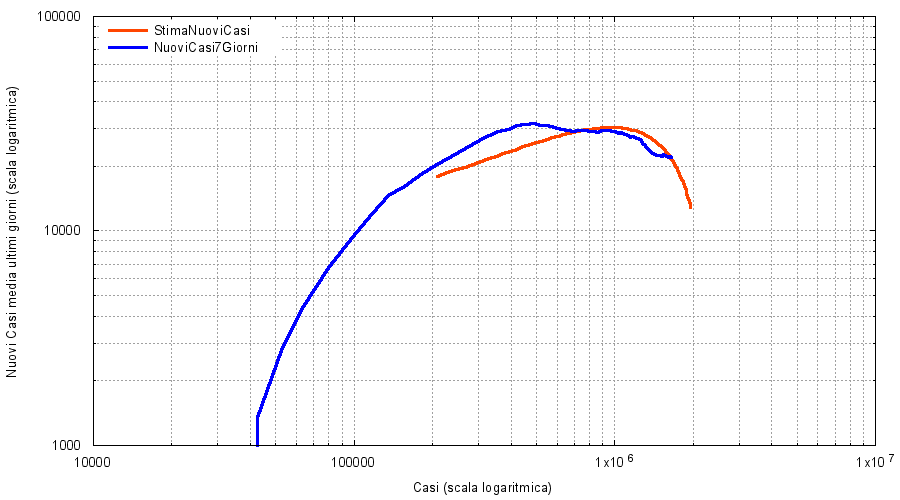 100000
StimaNuoviCasi
NuoviCasi7Giorni
Nuovi Casi media ultimi giorni (scala logaritmica)
10000
1000
10000 100000 1x10^6 1x10^7
Casi (scala logaritmica)